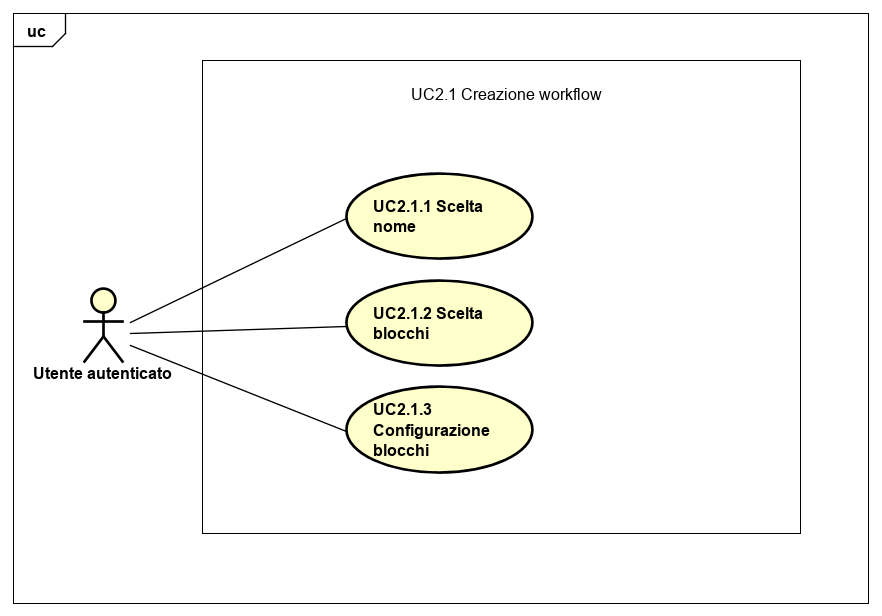 uc
UC2.1 Creazione workflow
UC2.1.1 Scelta
nome
UC2.1.2 Scelta
blocchi
UC2.1.3
Configurazione
blocchi
Utente autenticato